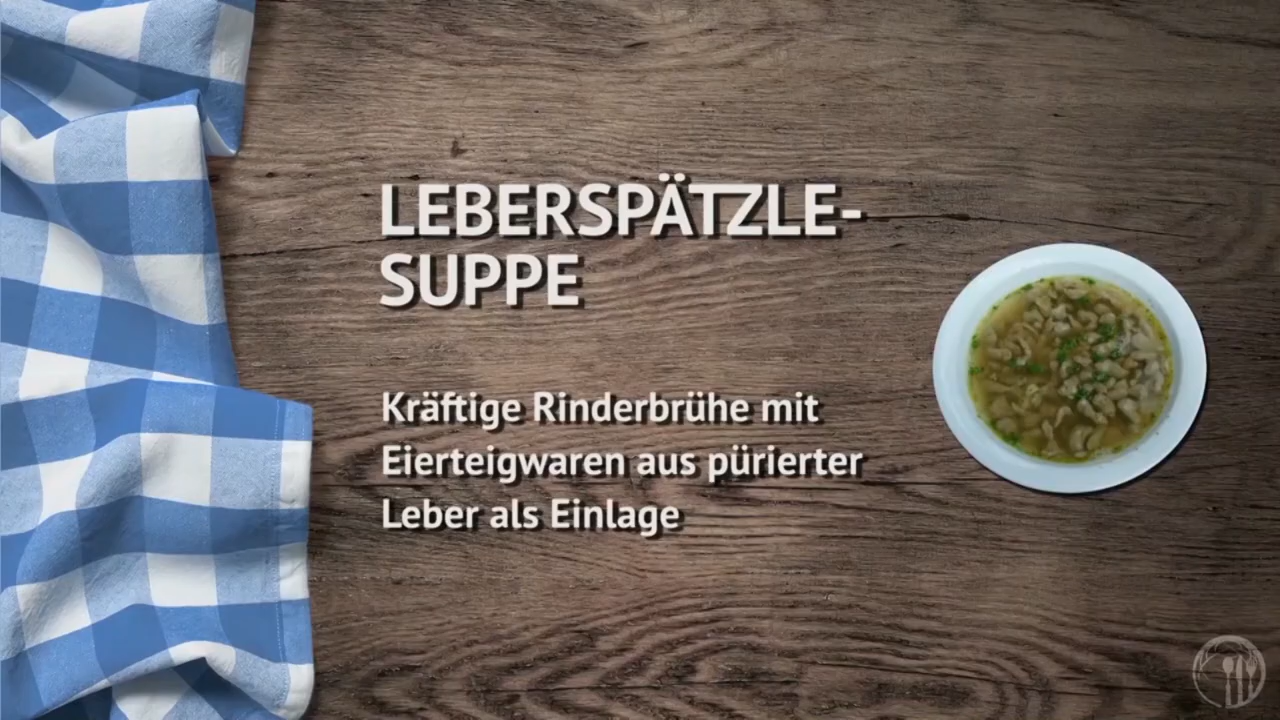 LEBERSPÄTZLE-
SUPPE
Kräftige Rinderbrühe mit
Eierteigwaren aus pürierter
Leber als Einlage